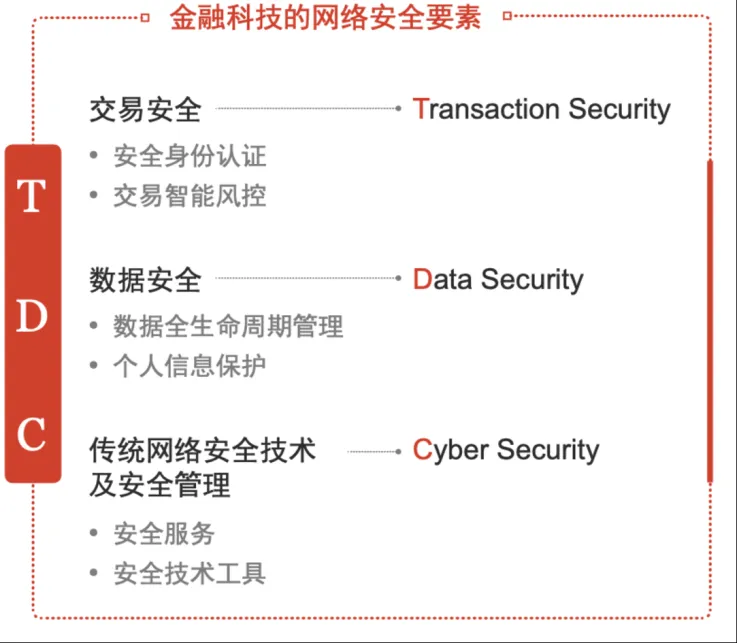 金融科技的网络安全要素
交易安全 Transaction Security
• 安全身份认证
• 交易智能风控
T
数据安全 Data Security
D
• 数据全生命周期管理
• 个人信息保护
C
传统网络安全技术 Cyber Security
及安全管理
• 安全服务
• 安全技术工具